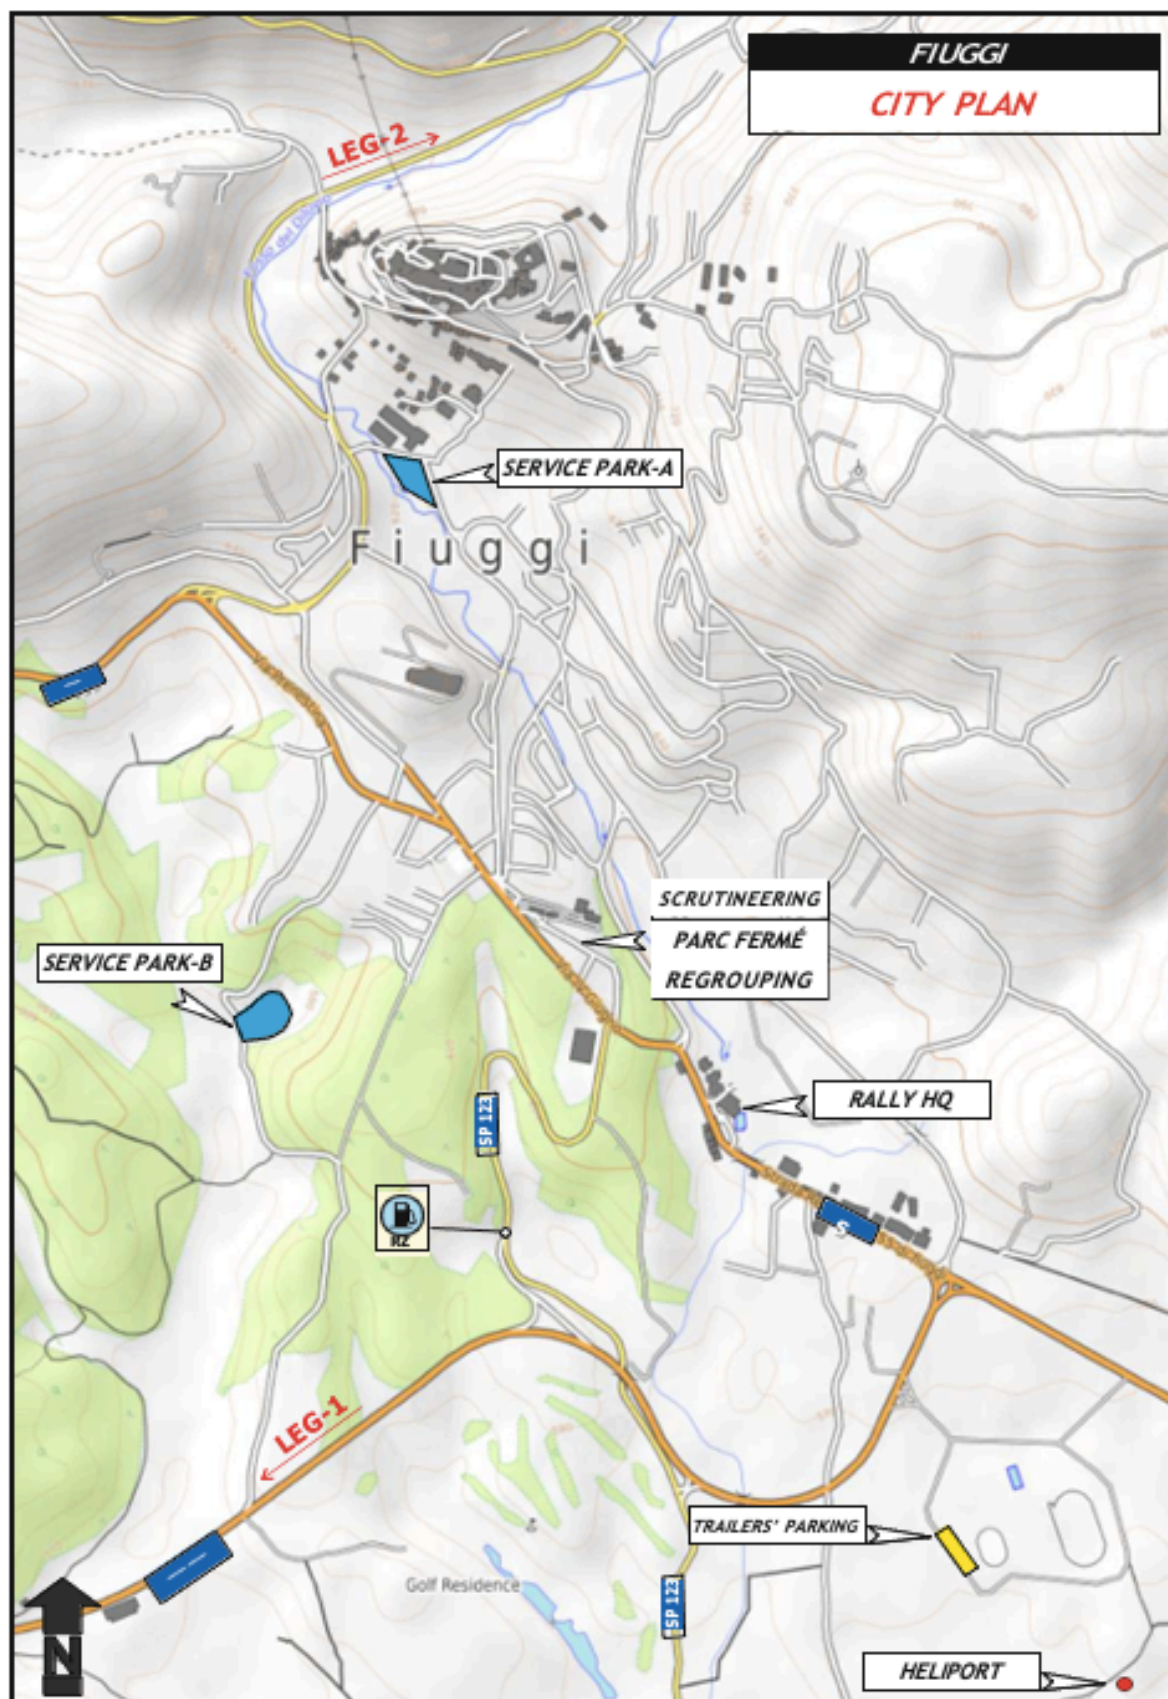 FIUGGI
CITY PLAN
LEG-2
SERVICE PARK-A
Fiuggi
SCRUTINEERING
PARC FERMÉ
REGROUPING
SERVICE PARK-B
RALLY HQ
SP 123
RZ
S
LEG-1
TRAILERS' PARKING
Golf Residence
SP 123
HELIPORT
N